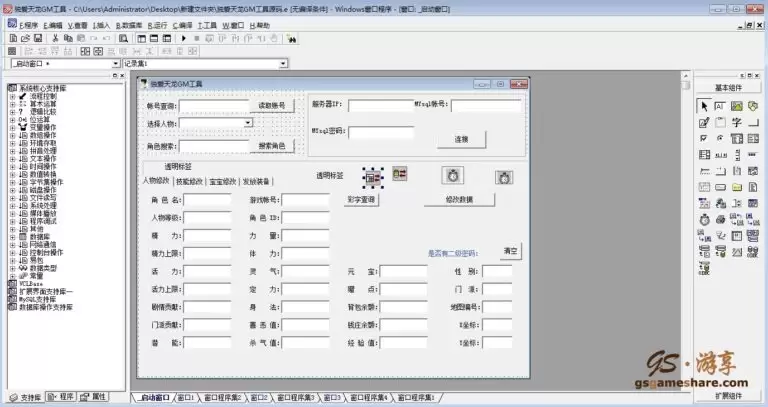 独爱天龙GM工具 - C:\Users\Administrator\Desktop\新建文件夹\独爱天龙GM工具源码.e [无编译条件] - Windows窗口程序 - [窗口: _启动窗口]
F.程序 E.编辑 V.查看 I.插入 B.数据库 R.运行 C.编译 T.工具 W.窗口 H.帮助
_启动窗口 记录集1
系统核心支持库
流程控制
算术运算
逻辑比较
位运算
变量操作
数组操作
环境存取
拼音处理
文本操作
时间操作
数值转换
字节集操作
磁盘操作
文件读写
系统处理
媒体播放
程序调试
其他
数据库
网络通信
控制台操作
易包
数据类型
常量
VCLBase
扩展界面支持库一
MySQL支持库
数据库操作支持库
支持库 程序 属性
独爱天龙GM工具
帐号查询: 读取账号
选择人物:
角色搜索: 搜索角色
服务器IP: MYsql帐号:
MYsql密码: 连接
透明标签
人物修改 技能修改 宝宝修改 发放装备
透明标签
彩字查询 修改数据
角色名: 游戏帐号:
人物等级: 角色ID:
精力: 力量:
精力上限: 体力: 是否有二级密码: 清空
活力: 灵气: 元宝: 性别:
活力上限: 定力: 赠点: 门派:
剧情贡献: 身法: 背包余额: 地图编号:
门派贡献: 善恶值: 钱庄余额: X坐标:
潜能: 杀气值: 经验值: Y坐标:
_启动窗口 窗口1 窗口程序集2 窗口2 窗口程序集3 窗口3 窗口程序集4 窗口程序集1
基本组件
扩展组件
GS·游享
gsgameshare.com